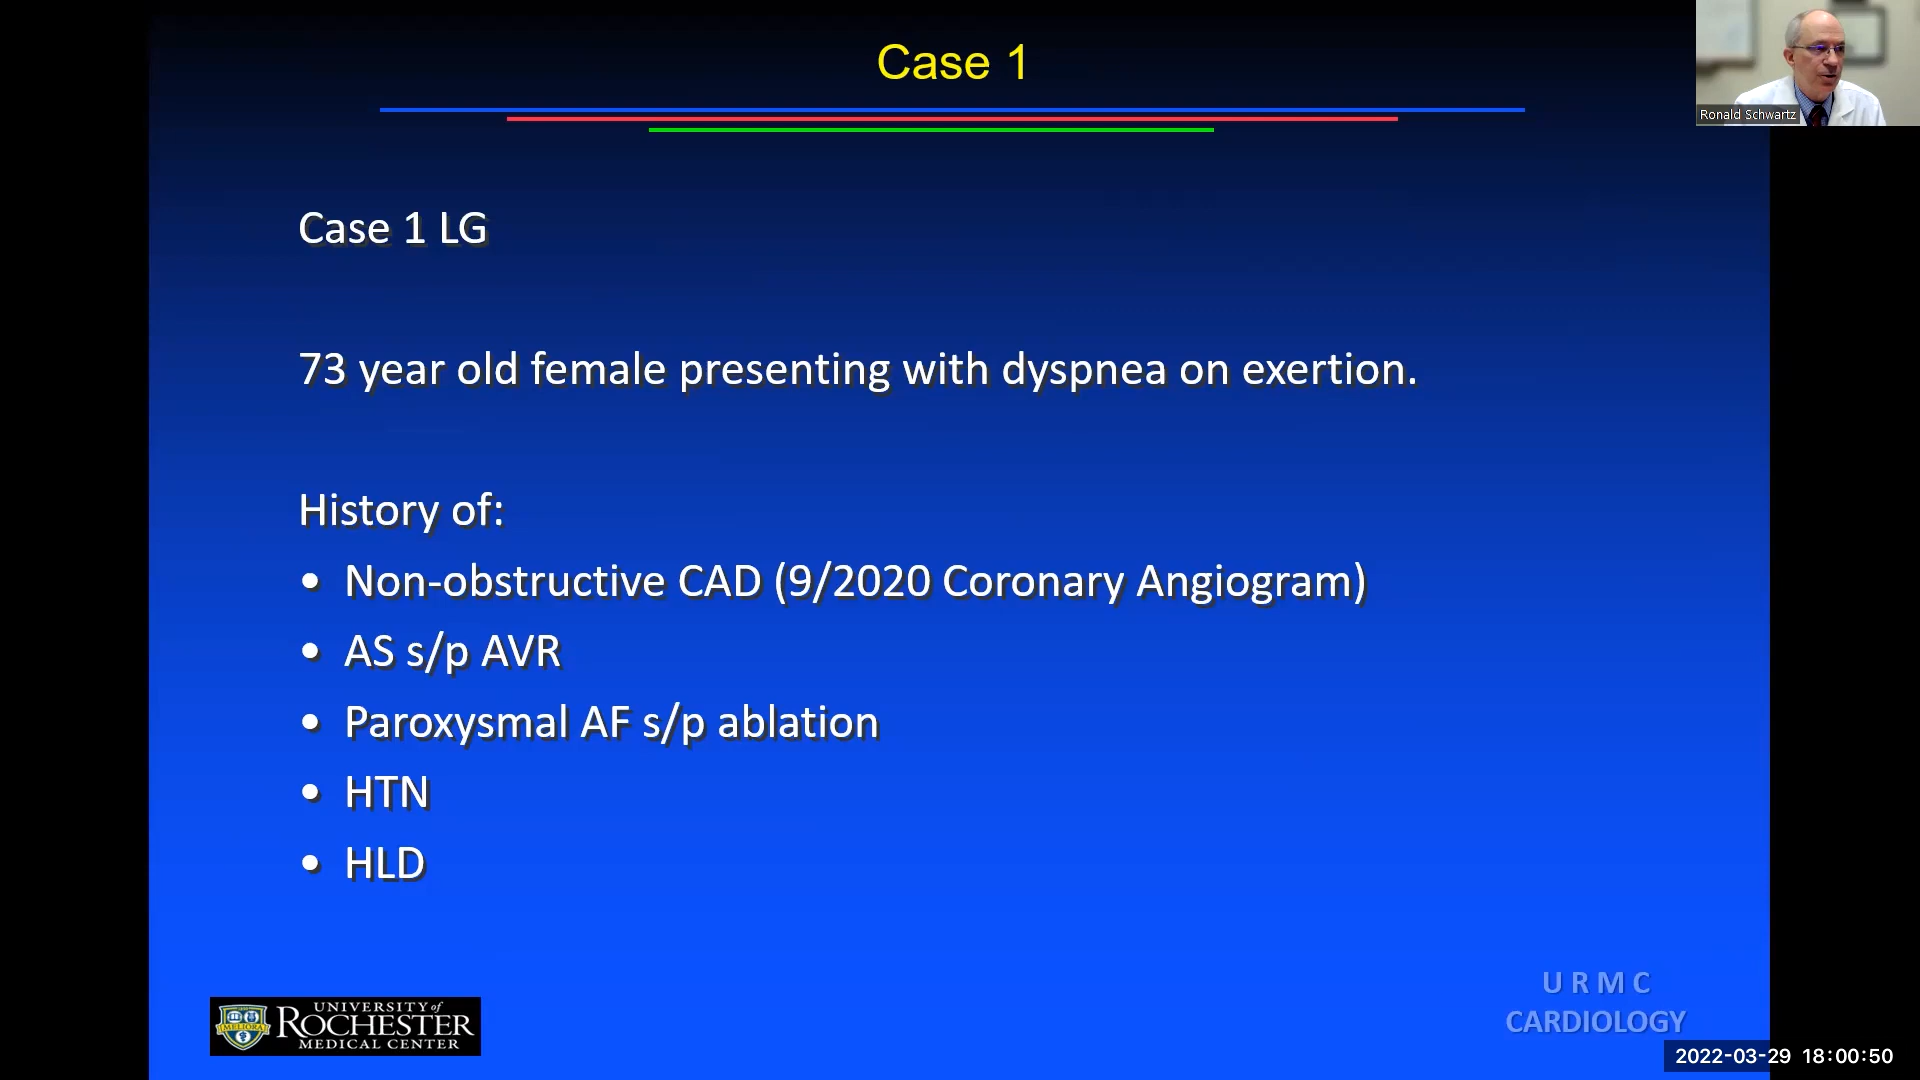 Case 1
Ronald Schwartz
Case 1 LG
73 year old female presenting with dyspnea on exertion.
History of:
• Non-obstructive CAD (9/2020 Coronary Angiogram)
• AS s/p AVR
• Paroxysmal AF s/p ablation
• HTN
• HLD
UNIVERSITY of
ROCHESTER
MEDICAL CENTER
MELIORA
U R M C
CARDIOLOGY
2022-03-29 18:00:50